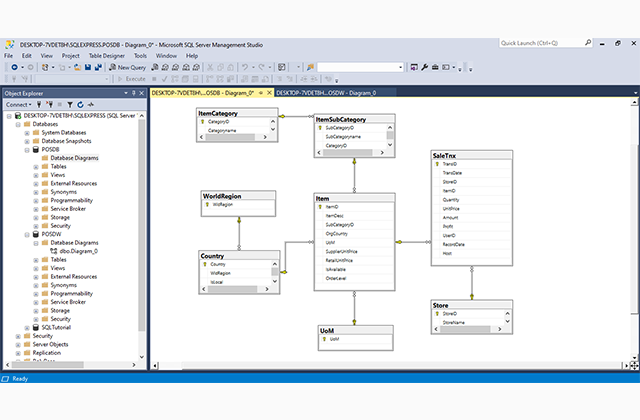 DESKTOP-7VDETBH\SQLEXPRESS.POSDB - Diagram_0* - Microsoft SQL Server Management Studio
Quick Launch (Ctrl+Q)
File Edit View Project Table Designer Tools Window Help
New Query
Execute
Object Explorer
Connect
DESKTOP-7VDETBH\SQLEXPRESS (SQL Server
Databases
System Databases
Database Snapshots
POSDB
Database Diagrams
Tables
Views
External Resources
Synonyms
Programmability
Service Broker
Storage
Security
POSDW
Database Diagrams
dbo.Diagram_0
Tables
Views
External Resources
Synonyms
Programmability
Service Broker
Storage
Security
SQLTutorial
Security
Server Objects
Replication
DESKTOP-7VDETBH\...OSDB - Diagram_0*
DESKTOP-7VDETBH\...OSDW - Diagram_0
ItemCategory
CategoryID
Categoryname
ItemSubCategory
SubCategoryID
SubCategoryname
CategoryID
SaleTnx
TransID
TransDate
StoreID
ItemID
Quantity
UnitPrice
Amount
Profit
UserID
RecordDate
Host
WorldRegion
WldRegion
Item
ItemID
ItemDesc
SubCategoryID
OrgCountry
UoM
SupplierUnitPrice
RetailUnitPrice
IsAvailable
OrderLevel
Country
Country
WldRegion
IsLocal
Store
StoreID
StoreName
UoM
UoM
Ready